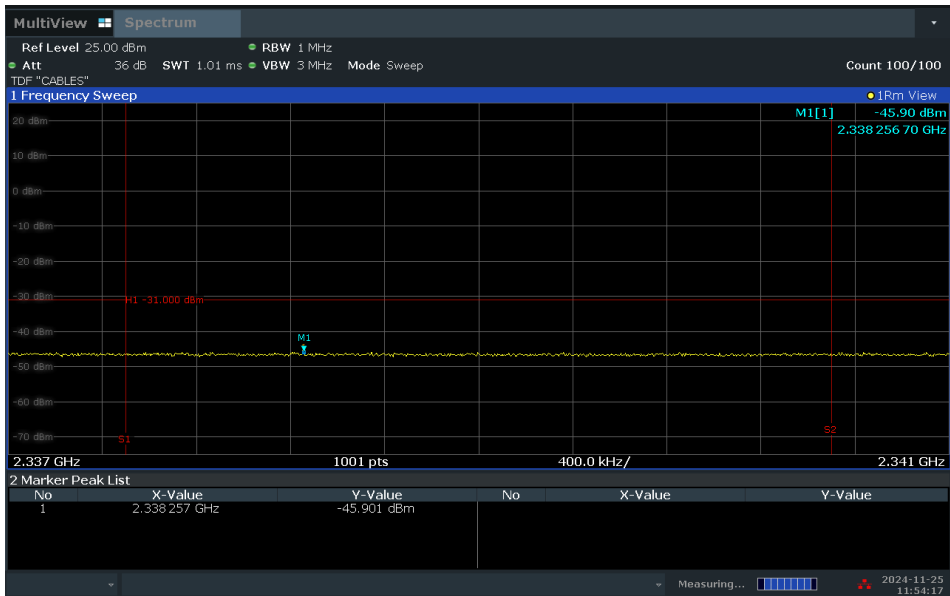 MultiView Spectrum
Ref Level 25.00 dBm RBW 1 MHz
Att 36 dB SWT 1.01 ms VBW 3 MHz Mode Sweep Count 100/100
TDF "CABLES"
1 Frequency Sweep 1Rm View
M1[1] -45.90 dBm
2.338 256 70 GHz
20 dBm
10 dBm
0 dBm
-10 dBm
-20 dBm
-30 dBm
H1 -31.000 dBm
-40 dBm
M1
-50 dBm
-60 dBm
-70 dBm
S1
S2
2.337 GHz 1001 pts 400.0 kHz/ 2.341 GHz
2 Marker Peak List
No X-Value Y-Value No X-Value Y-Value
1 2.338 257 GHz -45.901 dBm
Measuring... 2024-11-25
11:54:17